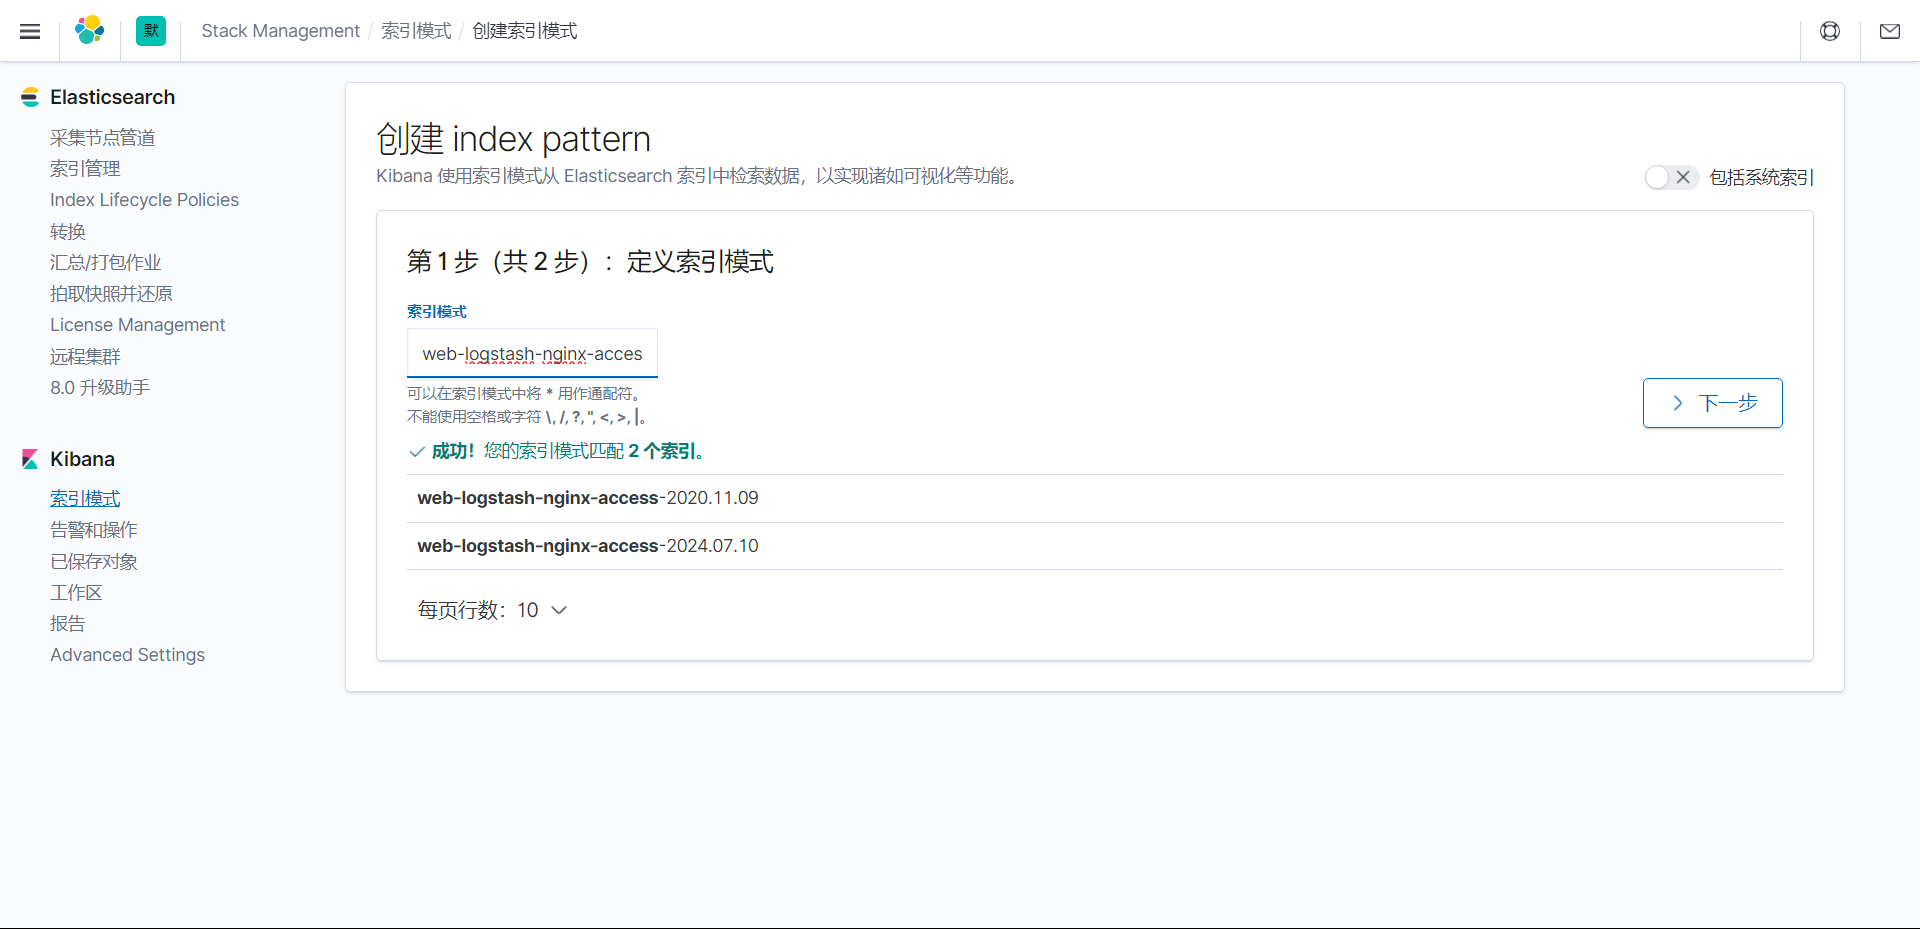 默
Stack Management / 索引模式 / 创建索引模式
Elasticsearch
采集节点管道
索引管理
Index Lifecycle Policies
转换
汇总/打包作业
拍取快照并还原
License Management
远程集群
8.0 升级助手
Kibana
索引模式
告警和操作
已保存对象
工作区
报告
Advanced Settings
创建 index pattern
Kibana 使用索引模式从 Elasticsearch 索引中检索数据，以实现诸如可视化等功能。
包括系统索引
第 1 步（共 2 步）：定义索引模式
索引模式
web-logstash-nginx-acces
可以在索引模式中将 * 用作通配符。
不能使用空格或字符 \, /, ?, ", <, >, |。
下一步
成功！您的索引模式匹配 2 个索引。
web-logstash-nginx-access-2020.11.09
web-logstash-nginx-access-2024.07.10
每页行数：10